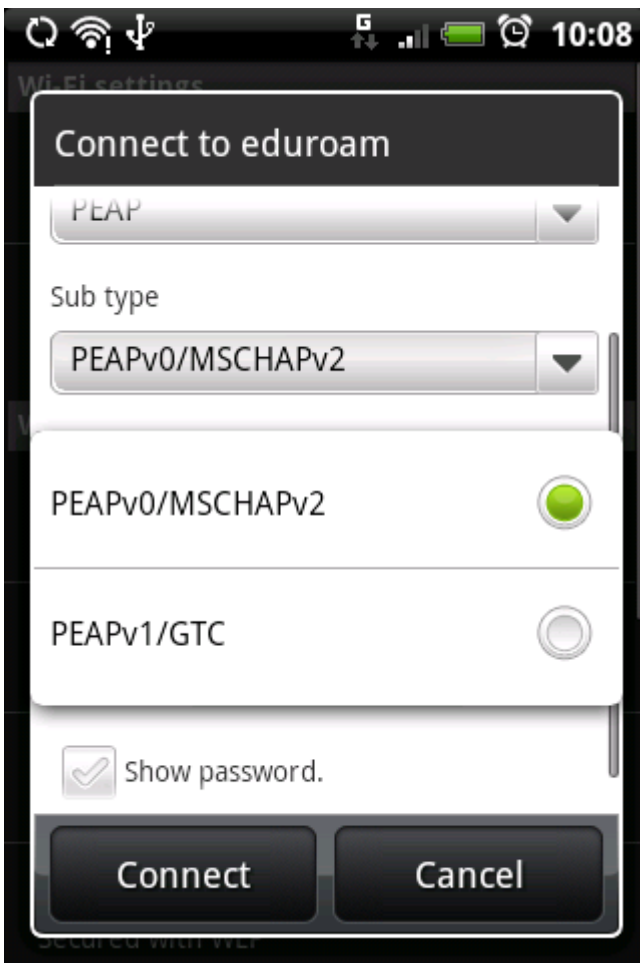 G
10:08
Wi-Fi settings
Connect to eduroam
PEAP
Sub type
PEAPv0/MSCHAPv2
PEAPv0/MSCHAPv2
PEAPv1/GTC
Show password.
Connect
Cancel
Secured with WEP